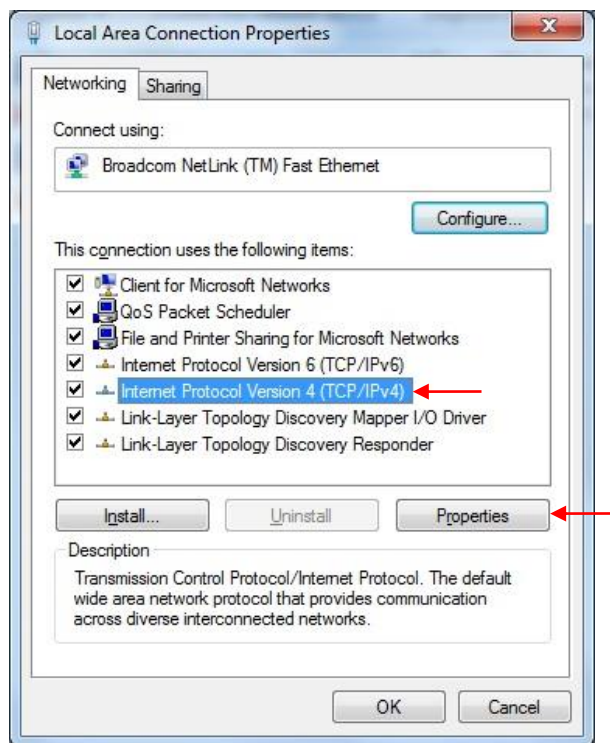 Local Area Connection Properties
Networking
Sharing
Connect using:
Broadcom NetLink (TM) Fast Ethernet
Configure...
This connection uses the following items:
Client for Microsoft Networks
QoS Packet Scheduler
File and Printer Sharing for Microsoft Networks
Internet Protocol Version 6 (TCP/IPv6)
Internet Protocol Version 4 (TCP/IPv4)
Link-Layer Topology Discovery Mapper I/O Driver
Link-Layer Topology Discovery Responder
Install...
Uninstall
Properties
Description
Transmission Control Protocol/Internet Protocol. The default
wide area network protocol that provides communication
across diverse interconnected networks.
OK
Cancel